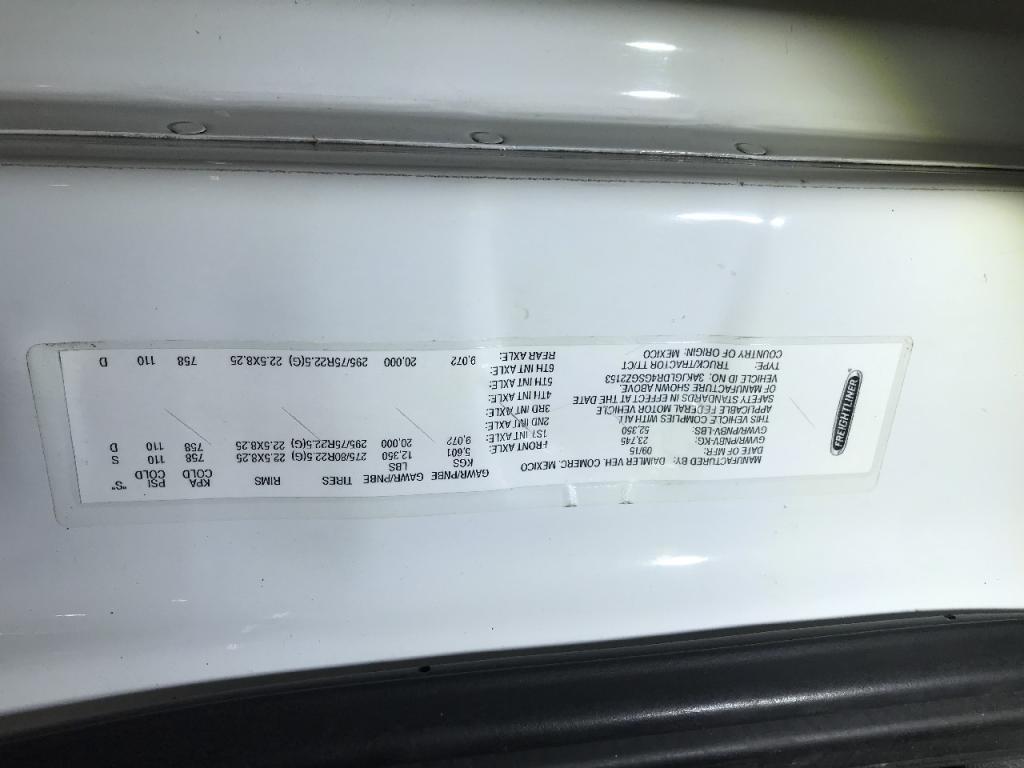 FREIGHTLINER
MANUFACTURED BY: DAIMLER VEH. COMERC. MEXICO
DATE OF MFR: 09/15
GVWR/PNBV-KG: 23,745
GVWR/PBV-LBS: 52,350
THIS VEHICLE COMPLIES WITH ALL
APPLICABLE FEDERAL MOTOR VEHICLE
SAFETY STANDARDS IN EFFECT AT THE DATE
OF MANUFACTURE SHOWN ABOVE.
VEHICLE ID NO: 3AKJGLDR4GSGZ2153
TYPE: TRUCK/TRACTOR TT/CT
COUNTRY OF ORIGIN: MEXICO
GAWR/PNBE KGS GAWR/PNBE LBS TIRES RIMS KPA COLD PSI COLD "S"
FRONT AXLE: 5,601 12,350 275/80R22.5(G) 22.5X8.25 758 110 S
1ST INT AXLE: 9,072 20,000 295/75R22.5(G) 22.5X8.25 758 110 D
2ND INT AXLE:
3RD INT AXLE:
4TH INT AXLE:
5TH INT AXLE:
6TH INT AXLE:
REAR AXLE: 9,072 20,000 295/75R22.5(G) 22.5X8.25 758 110 D